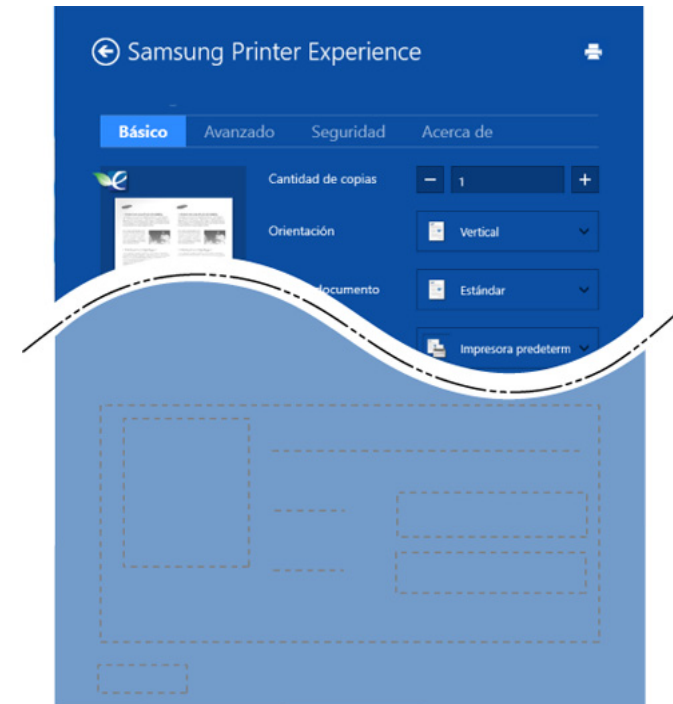 Samsung Printer Experience
Básico Avanzado Seguridad Acerca de
Cantidad de copias 1
Orientación Vertical
documento Estándar
Impresora predeterm